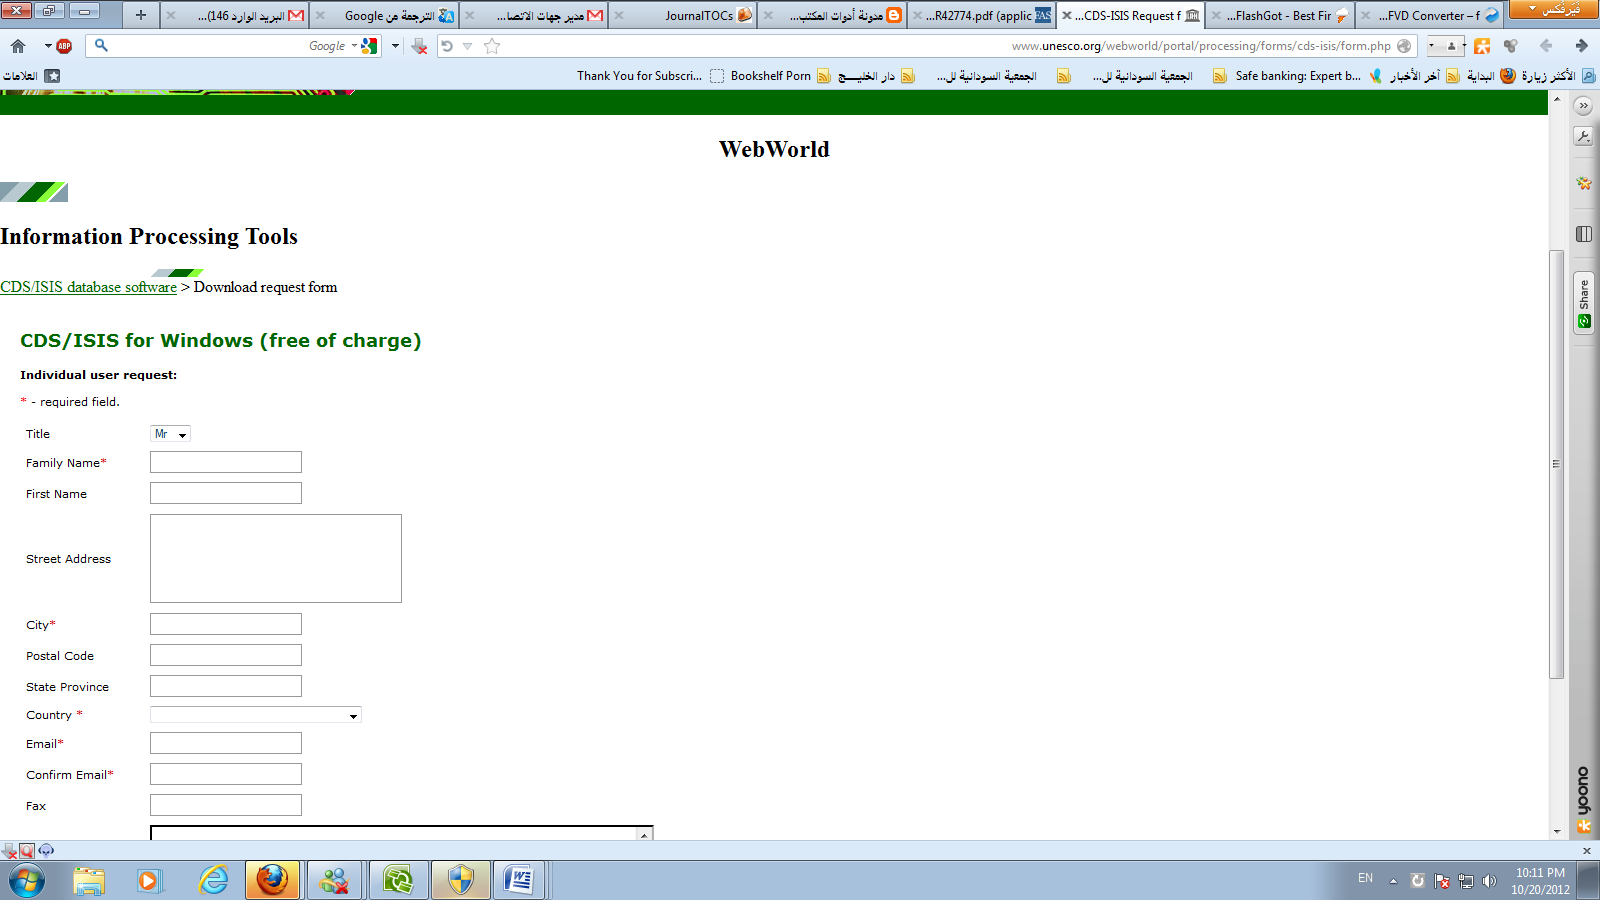 البريد الوارد (146...
الترجمة من Google
مدير جهات الاتصا...
JournalTOCs
مدونة أدوات المكتب...
R42774.pdf (applic...
CDS-ISIS Request f...
FlashGot - Best Fir...
FVD Converter – f...
فَيَرفُكس
ABP
Google
www.unesco.org/webworld/portal/processing/forms/cds-isis/form.php
العلامات
Thank You for Subscri...
Bookshelf Porn
دار الخليـــج
الجمعية السودانية لل...
الجمعية السودانية لل...
Safe banking: Expert b...
آخر الأخبار
البداية
الأكثر زيارة
WebWorld
Information Processing Tools
CDS/ISIS database software > Download request form
CDS/ISIS for Windows (free of charge)
Individual user request:
* - required field.
Title Mr
Family Name*
First Name
Street Address
City*
Postal Code
State Province
Country *
Email*
Confirm Email*
Fax
Share
yoono
EN
10:11 PM
10/20/2012